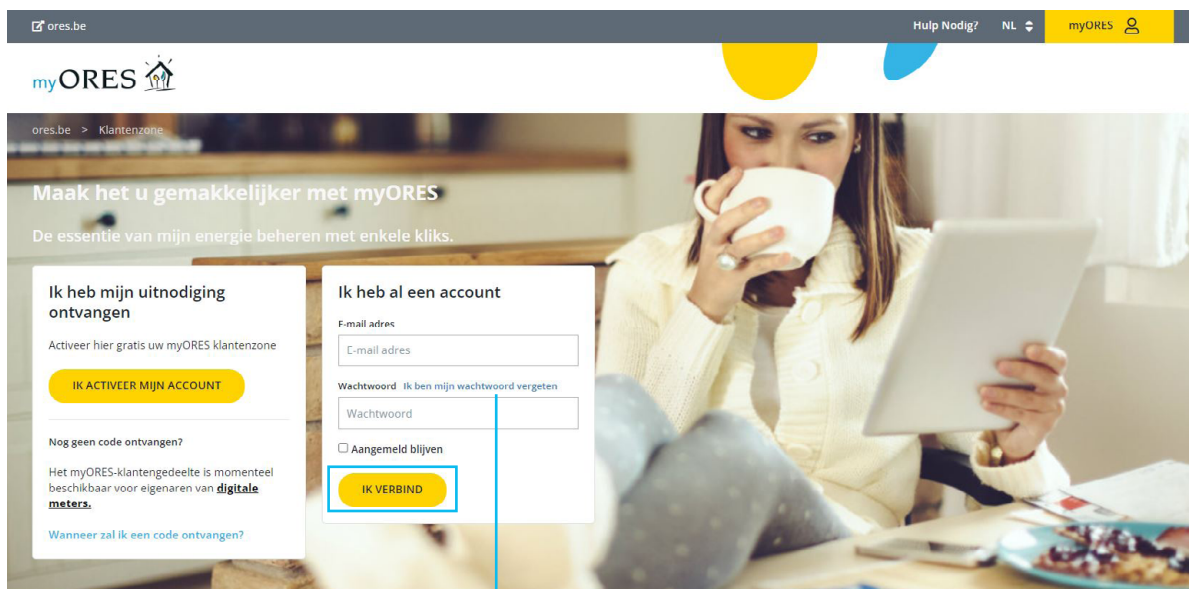 ores.be
Hulp Nodig?
NL
myORES
myORES
ores.be > Klantenzone
Maak het u gemakkelijker met myORES
De essentie van mijn energie beheren met enkele kliks.
Ik heb mijn uitnodiging
ontvangen
Activeer hier gratis uw myORES klantenzone
IK ACTIVEER MIJN ACCOUNT
Nog geen code ontvangen?
Het myORES-klantengedeelte is momenteel
beschikbaar voor eigenaren van digitale
meters.
Wanneer zal ik een code ontvangen?
Ik heb al een account
E-mail adres
E-mail adres
Wachtwoord Ik ben mijn wachtwoord vergeten
Wachtwoord
Aangemeld blijven
IK VERBIND